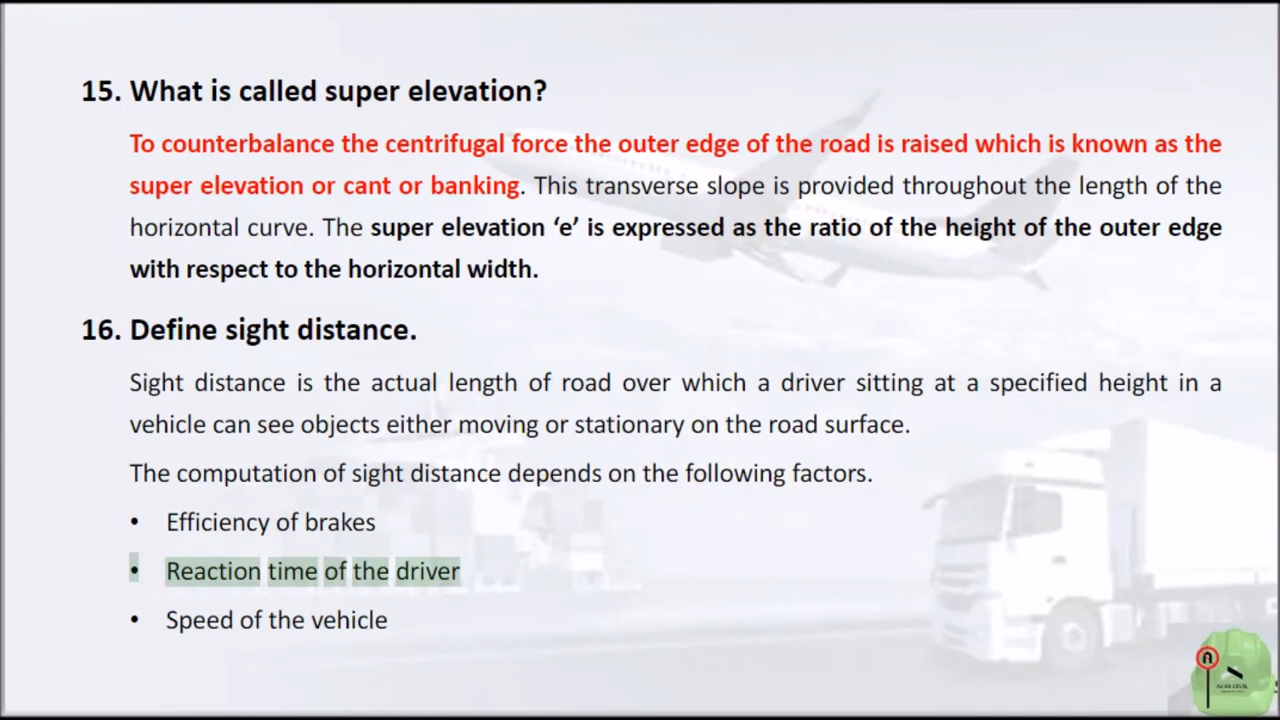 15. What is called super elevation?
To counterbalance the centrifugal force the outer edge of the road is raised which is known as the
super elevation or cant or banking. This transverse slope is provided throughout the length of the
horizontal curve. The super elevation ‘e’ is expressed as the ratio of the height of the outer edge
with respect to the horizontal width.
16. Define sight distance.
Sight distance is the actual length of road over which a driver sitting at a specified height in a
vehicle can see objects either moving or stationary on the road surface.
The computation of sight distance depends on the following factors.
• Efficiency of brakes
• Reaction time of the driver
• Speed of the vehicle